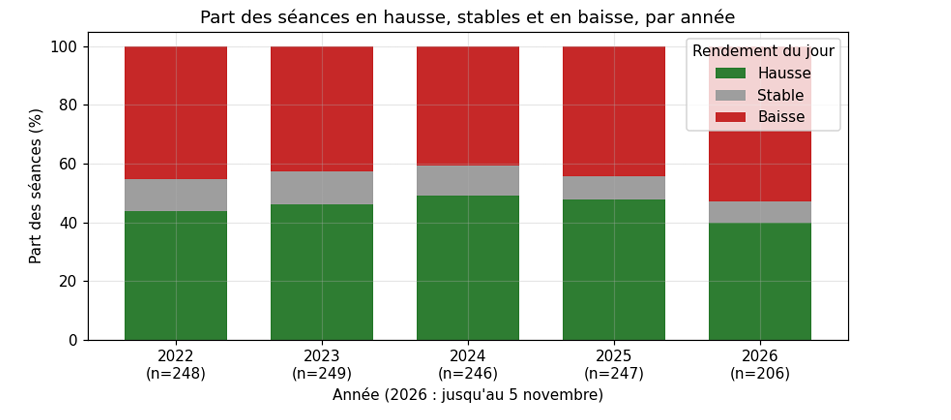 Part des séances en hausse, stables et en baisse, par année
Part des séances (%)
100
80
60
40
20
0
Rendement du jour
Hausse
Stable
Baisse
2022 2023 2024 2025 2026
(n=248) (n=249) (n=246) (n=247) (n=206)
Année (2026 : jusqu'au 5 novembre)